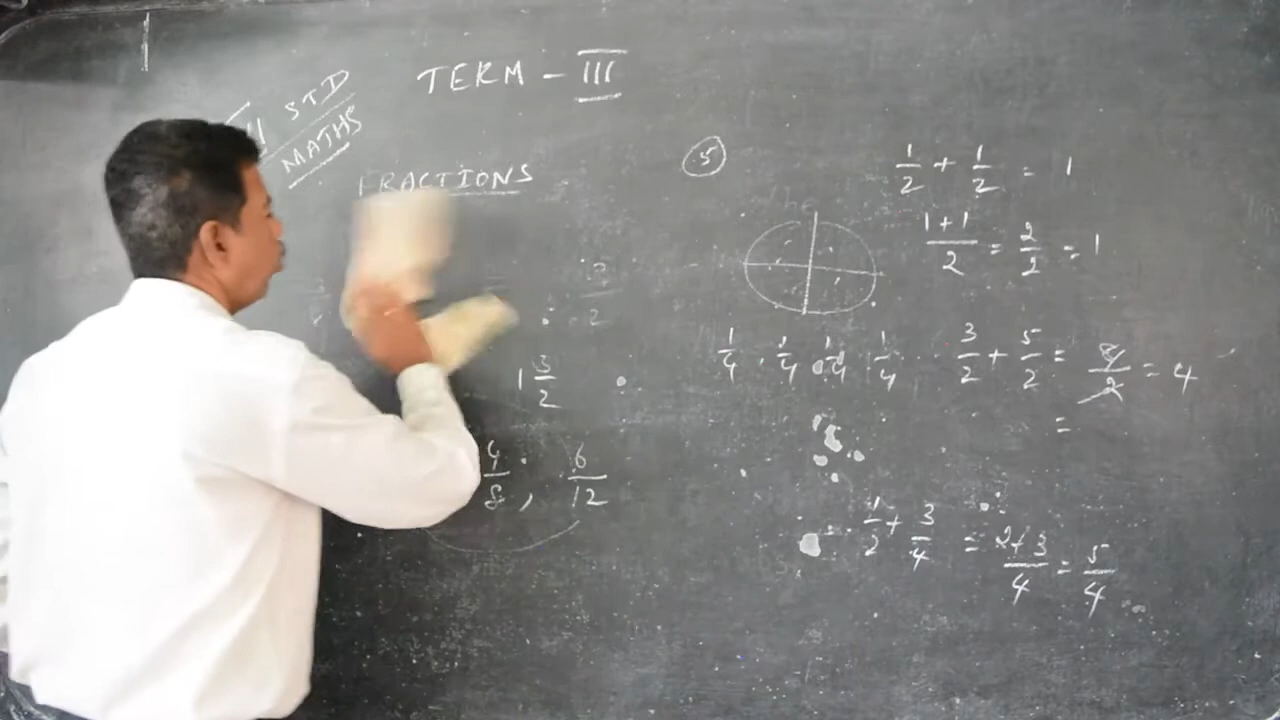 TERM - III
STD
MATHS
FRACTIONS
5
1/2 + 1/2 = 1
(1+1)/2 = 2/2 = 1
1 3/2
1/4, 1/4, 1/4, 1/4
3/2 + 5/2 = 8/2 = 4
=
4/8, 6/12
1/2 + 3/4 = (2+3)/4 = 5/4